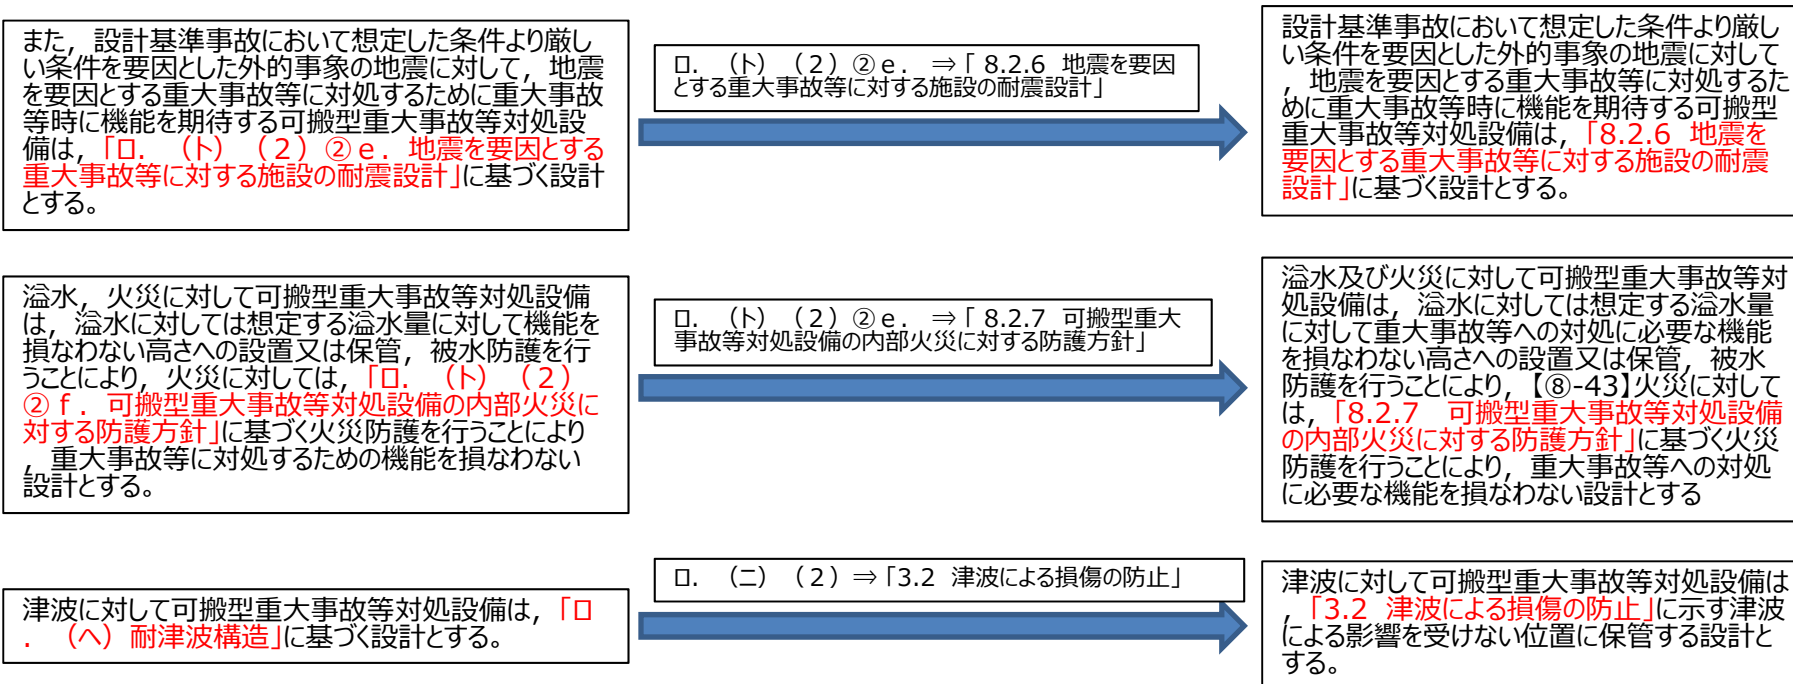 また，設計基準事故において想定した条件より厳し
い条件を要因とした外的事象の地震に対して，地震
を要因とする重大事故等に対処するために重大事故
等時に機能を期待する可搬型重大事故等対処設
備は，「ロ．（ト）（２）②ｅ．地震を要因とする
重大事故等に対する施設の耐震設計」に基づく設計
とする。
ロ．（ト）（２）②ｅ． ⇒「 8.2.6 地震を要因
とする重大事故等に対する施設の耐震設計」
設計基準事故において想定した条件より厳し
い条件を要因とした外的事象の地震に対して
，地震を要因とする重大事故等に対処するた
めに重大事故等時に機能を期待する可搬型
重大事故等対処設備は，「8.2.6 地震を
要因とする重大事故等に対する施設の耐震
設計」に基づく設計とする。
溢水，火災に対して可搬型重大事故等対処設備
は，溢水に対しては想定する溢水量に対して機能を
損なわない高さへの設置又は保管，被水防護を行
うことにより，火災に対しては，「ロ．（ト）（２）
②ｆ．可搬型重大事故等対処設備の内部火災に
対する防護方針」に基づく火災防護を行うことにより
，重大事故等に対処するための機能を損なわない
設計とする。
ロ．（ト）（２）②ｅ． ⇒「 8.2.7 可搬型重大
事故等対処設備の内部火災に対する防護方針」
溢水及び火災に対して可搬型重大事故等対
処設備は，溢水に対しては想定する溢水量
に対して重大事故等への対処に必要な機能
を損なわない高さへの設置又は保管，被水
防護を行うことにより，【⑧-43】火災に対して
は，「8.2.7 可搬型重大事故等対処設備
の内部火災に対する防護方針」に基づく火災
防護を行うことにより，重大事故等への対処
に必要な機能を損なわない設計とする
津波に対して可搬型重大事故等対処設備は，「ロ
．（へ）耐津波構造」に基づく設計とする。
ロ．（ニ）（２）⇒「3.2 津波による損傷の防止」
津波に対して可搬型重大事故等対処設備は
，「3.2 津波による損傷の防止」に示す津波
による影響を受けない位置に保管する設計と
する。